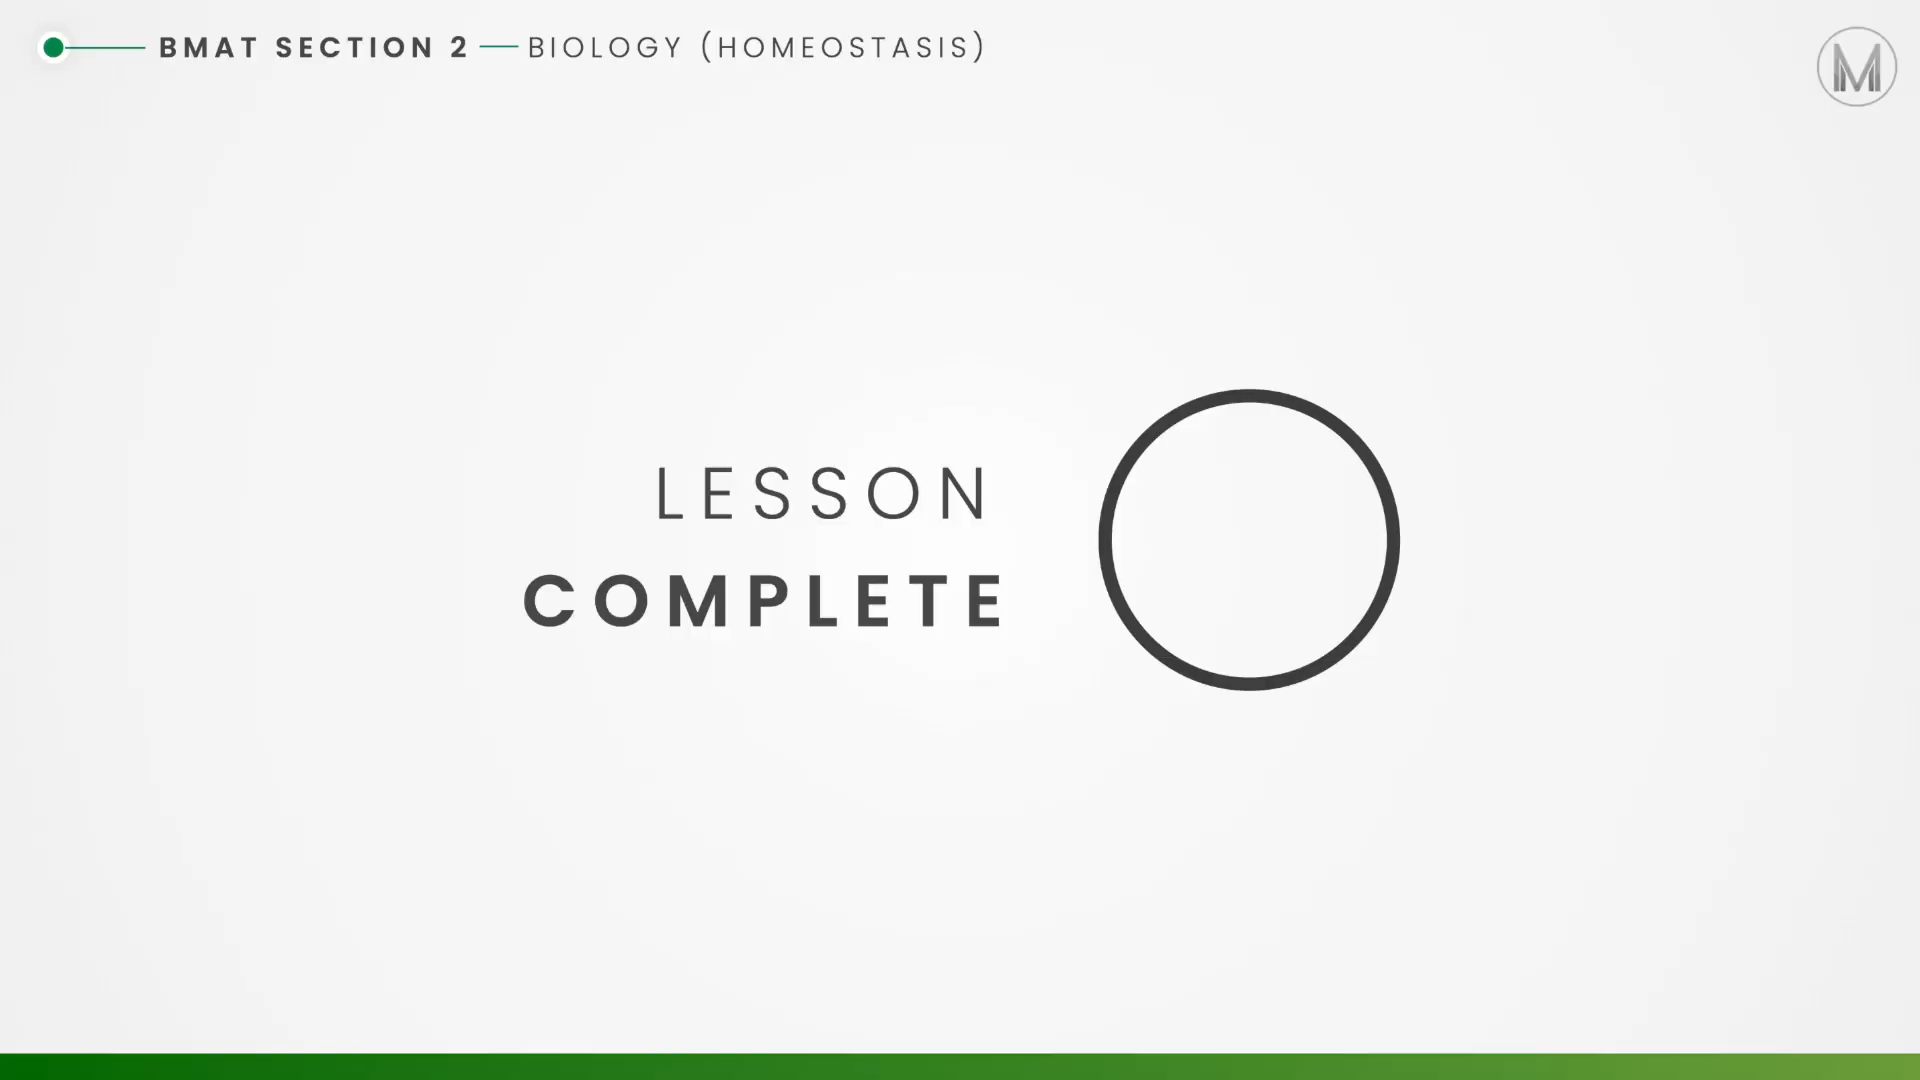 BMAT SECTION 2 — BIOLOGY (HOMEOSTASIS)
M
LESSON
COMPLETE